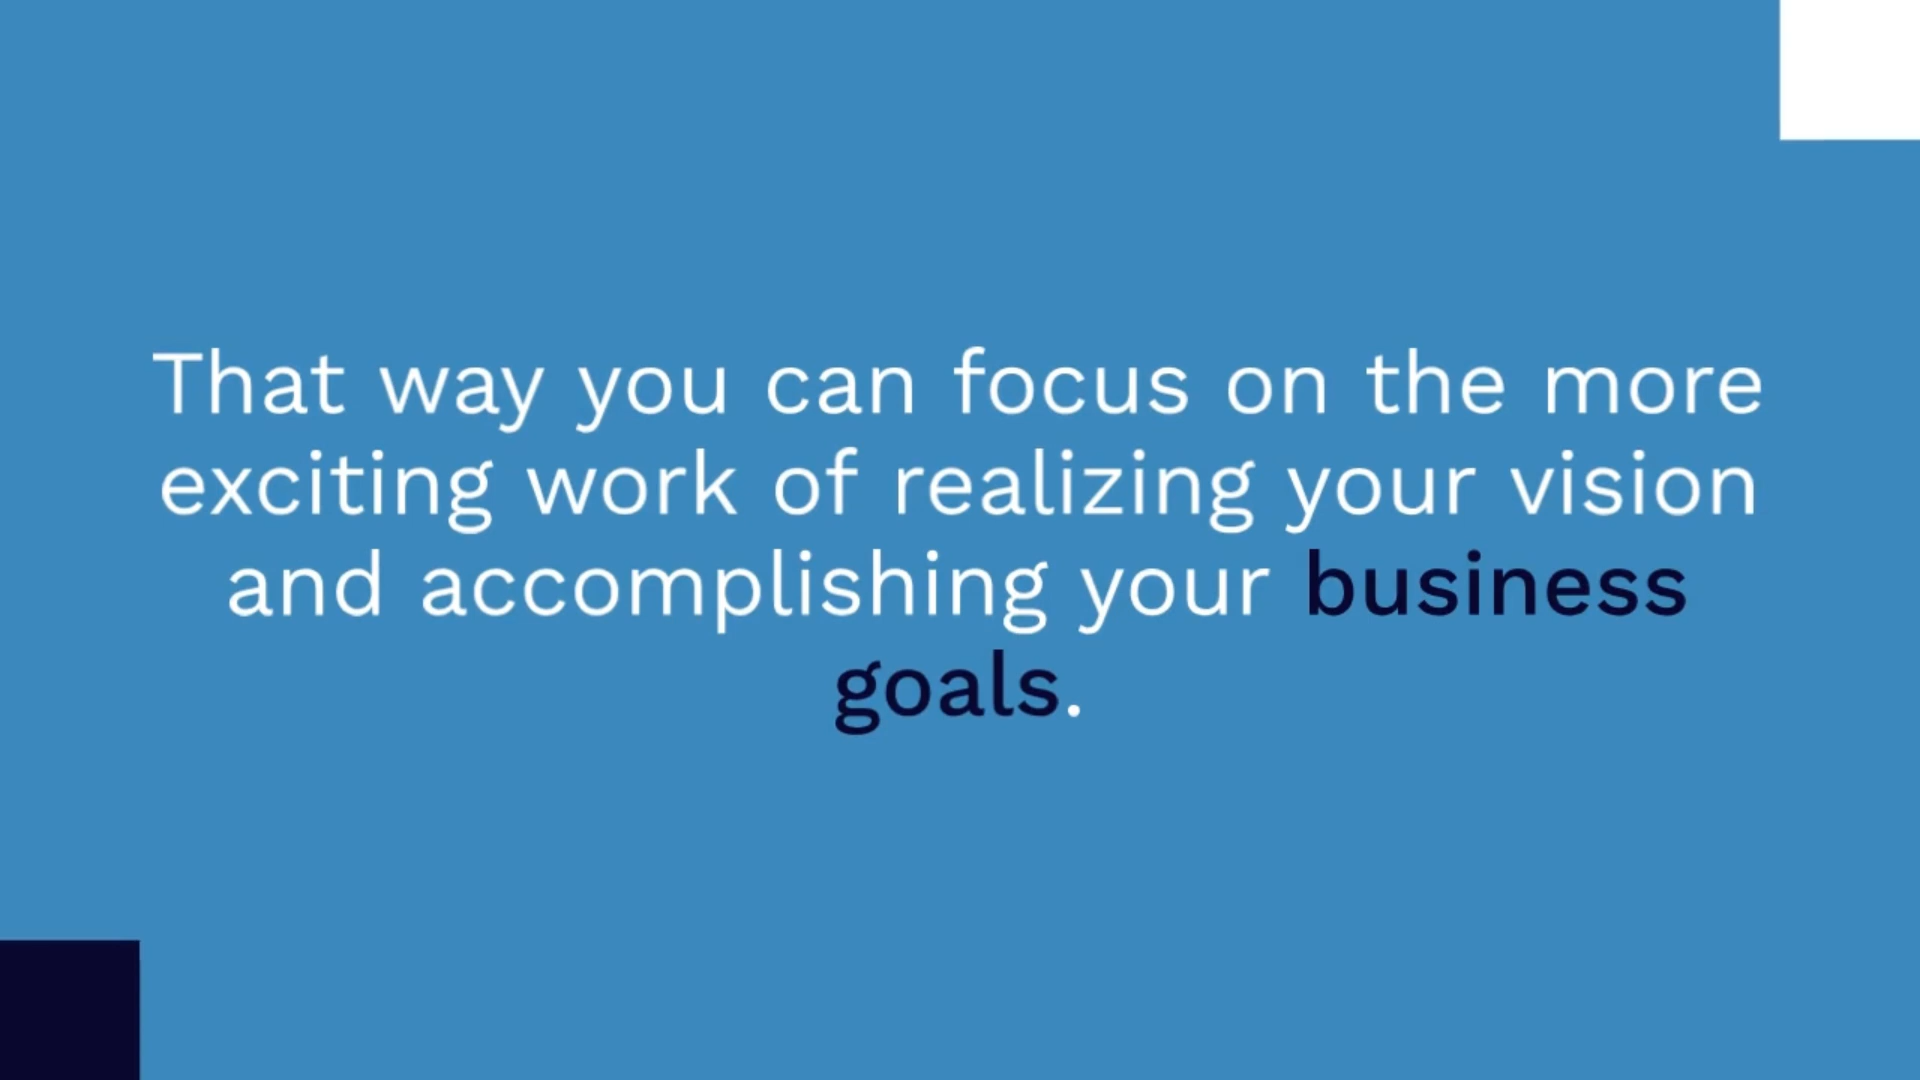 That way you can focus on the more
exciting work of realizing your vision
and accomplishing your business
goals.